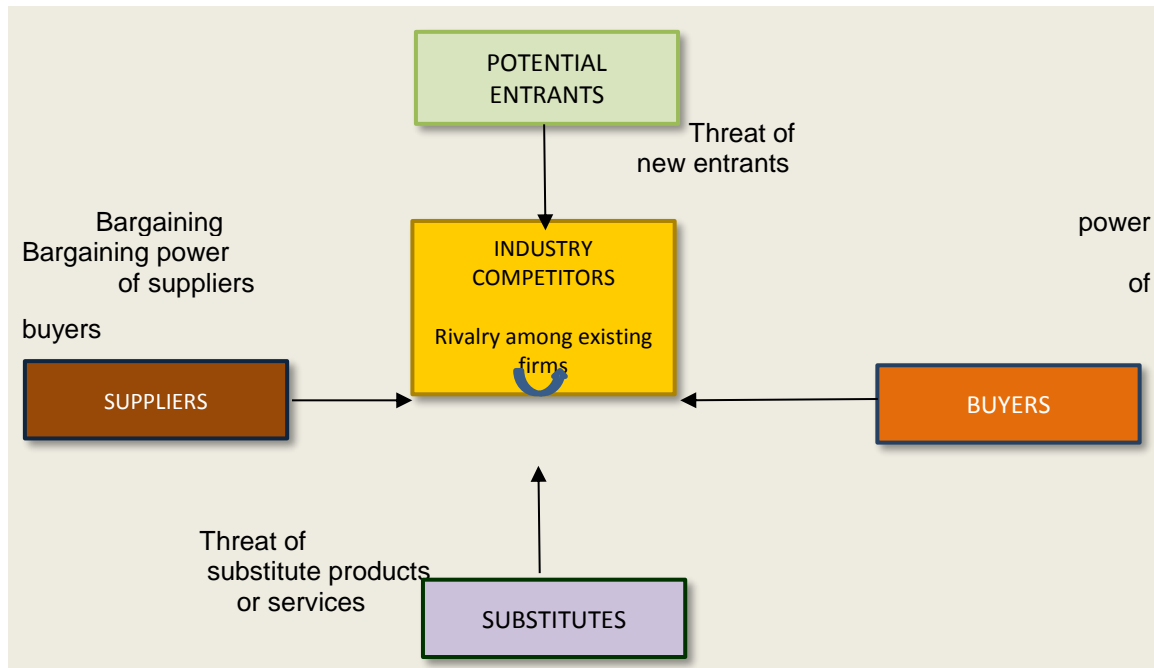 POTENTIAL
ENTRANTS
Threat of
new entrants
Bargaining power
Bargaining power
of suppliers of
buyers
INDUSTRY
COMPETITORS
Rivalry among existing
firms
SUPPLIERS
BUYERS
Threat of
substitute products
or services
SUBSTITUTES